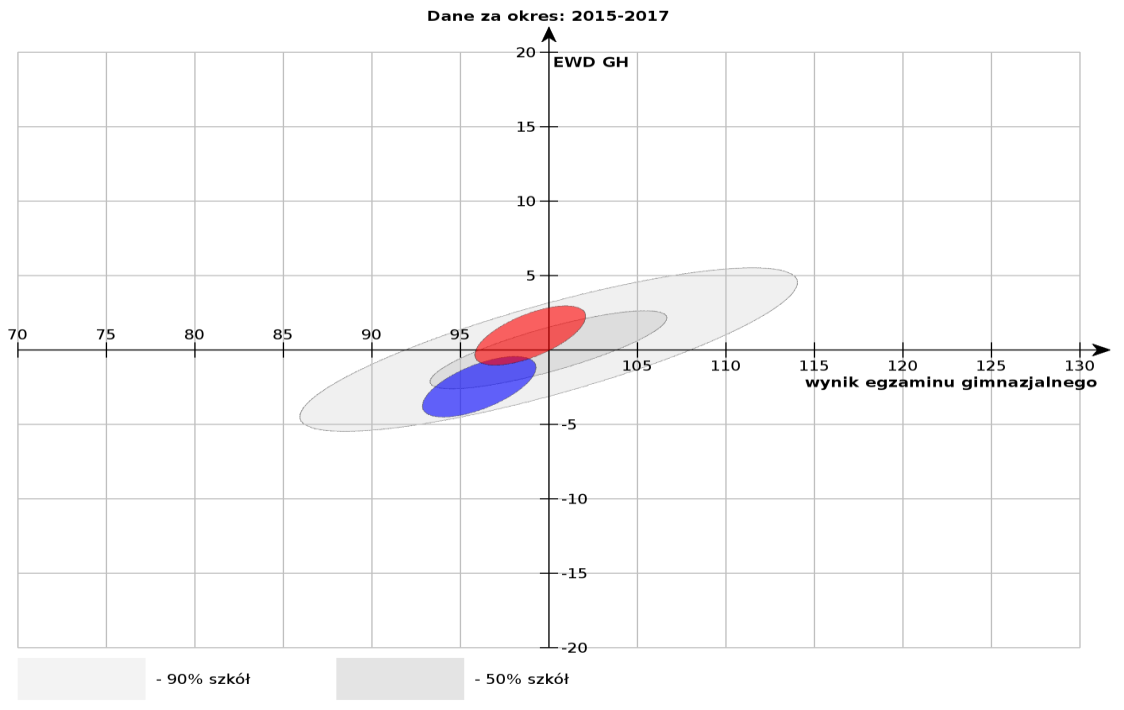 Dane za okres: 2015-2017
20
EWD GH
15
10
5
70 75 80 85 90 95
105 110 115 120 125 130
wynik egzaminu gimnazjalnego
-5
-10
-15
-20
- 90% szkół - 50% szkół